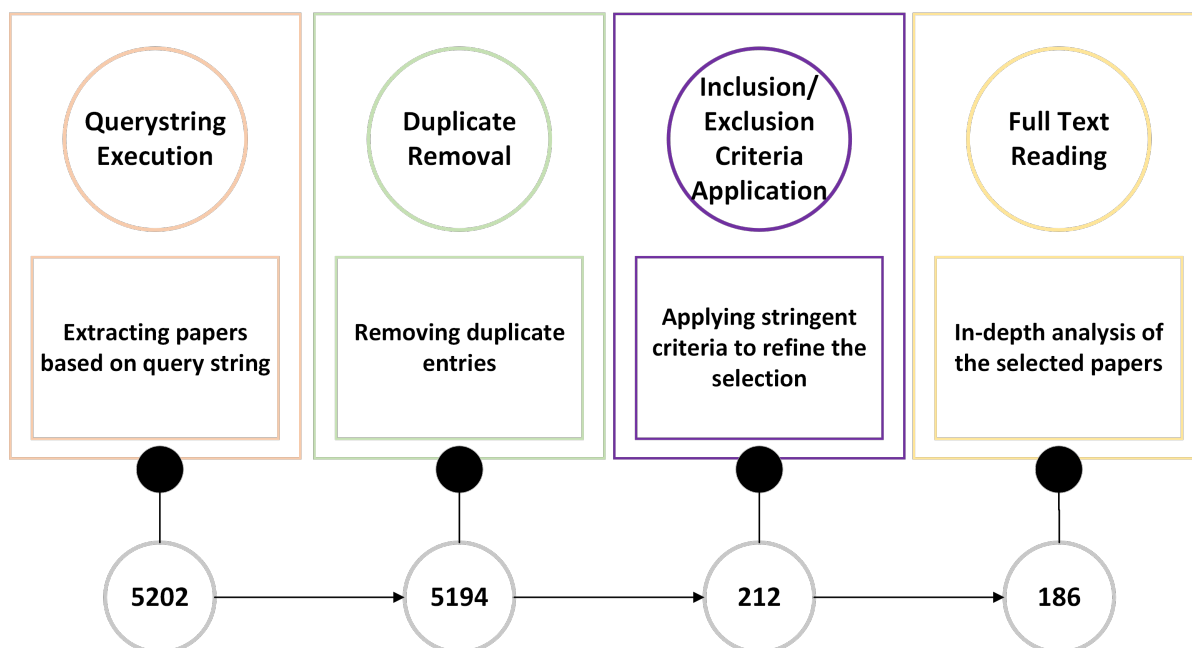 Querystring
Execution
Duplicate
Removal
Inclusion/
Exclusion
Criteria
Application
Full Text
Reading
Extracting papers
based on query string
Removing duplicate
entries
Applying stringent
criteria to refine the
selection
In-depth analysis of
the selected papers
5202
5194
212
186